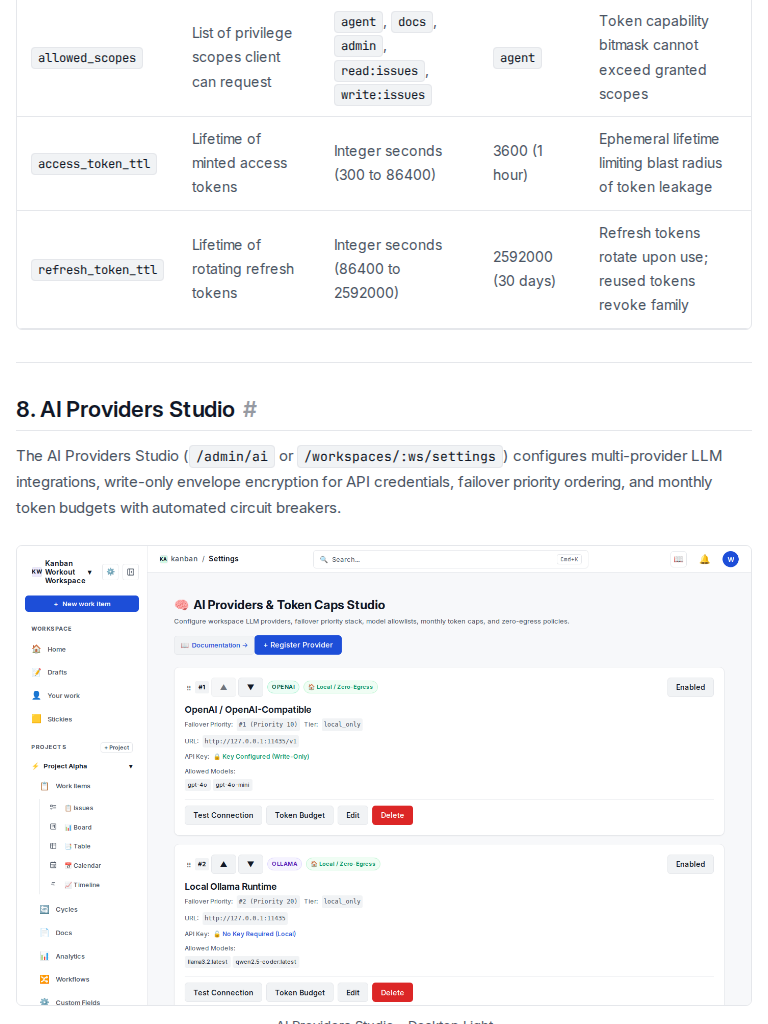 allowed_scopes
List of privilege
scopes client
can request
agent, docs,
admin,
read:issues,
write:issues
agent
Token capability
bitmask cannot
exceed granted
scopes
access_token_ttl
Lifetime of
minted access
tokens
Integer seconds
(300 to 86400)
3600 (1
hour)
Ephemeral lifetime
limiting blast radius
of token leakage
refresh_token_ttl
Lifetime of
rotating refresh
tokens
Integer seconds
(86400 to
2592000)
2592000
(30 days)
Refresh tokens
rotate upon use;
reused tokens
revoke family
8. AI Providers Studio #
The AI Providers Studio ( /admin/ai or /workspaces/:ws/settings ) configures multi-provider LLM
integrations, write-only envelope encryption for API credentials, failover priority ordering, and monthly
token budgets with automated circuit breakers.
KW Kanban Workout Workspace ▾
+ New work item
WORKSPACE
Home
Drafts
Your work
Stickies
PROJECTS + Project
Project Alpha ▾
Work Items
Issues
Board
Table
Calendar
Timeline
Cycles
Docs
Analytics
Workflows
Custom Fields
KA kanban / Settings
Search...
Cmd+K
W
AI Providers & Token Caps Studio
Configure workspace LLM providers, failover priority stack, model allowlists, monthly token caps, and zero-egress policies.
Documentation →
+ Register Provider
#1 ▲ ▼ OPENAI Local / Zero-Egress
Enabled
OpenAI / OpenAI-Compatible
Failover Priority: #1 (Priority 10) Tier: local_only
URL: http://127.0.0.1:11435/v1
API Key: Key Configured (Write-Only)
Allowed Models:
gpt-4o gpt-4o-mini
Test Connection Token Budget Edit Delete
#2 ▲ ▼ OLLAMA Local / Zero-Egress
Enabled
Local Ollama Runtime
Failover Priority: #2 (Priority 20) Tier: local_only
URL: http://127.0.0.1:11435
API Key: No Key Required (Local)
Allowed Models:
llama3.2:latest qwen2.5-coder:latest
Test Connection Token Budget Edit Delete
AI Providers Studio - Desktop Light